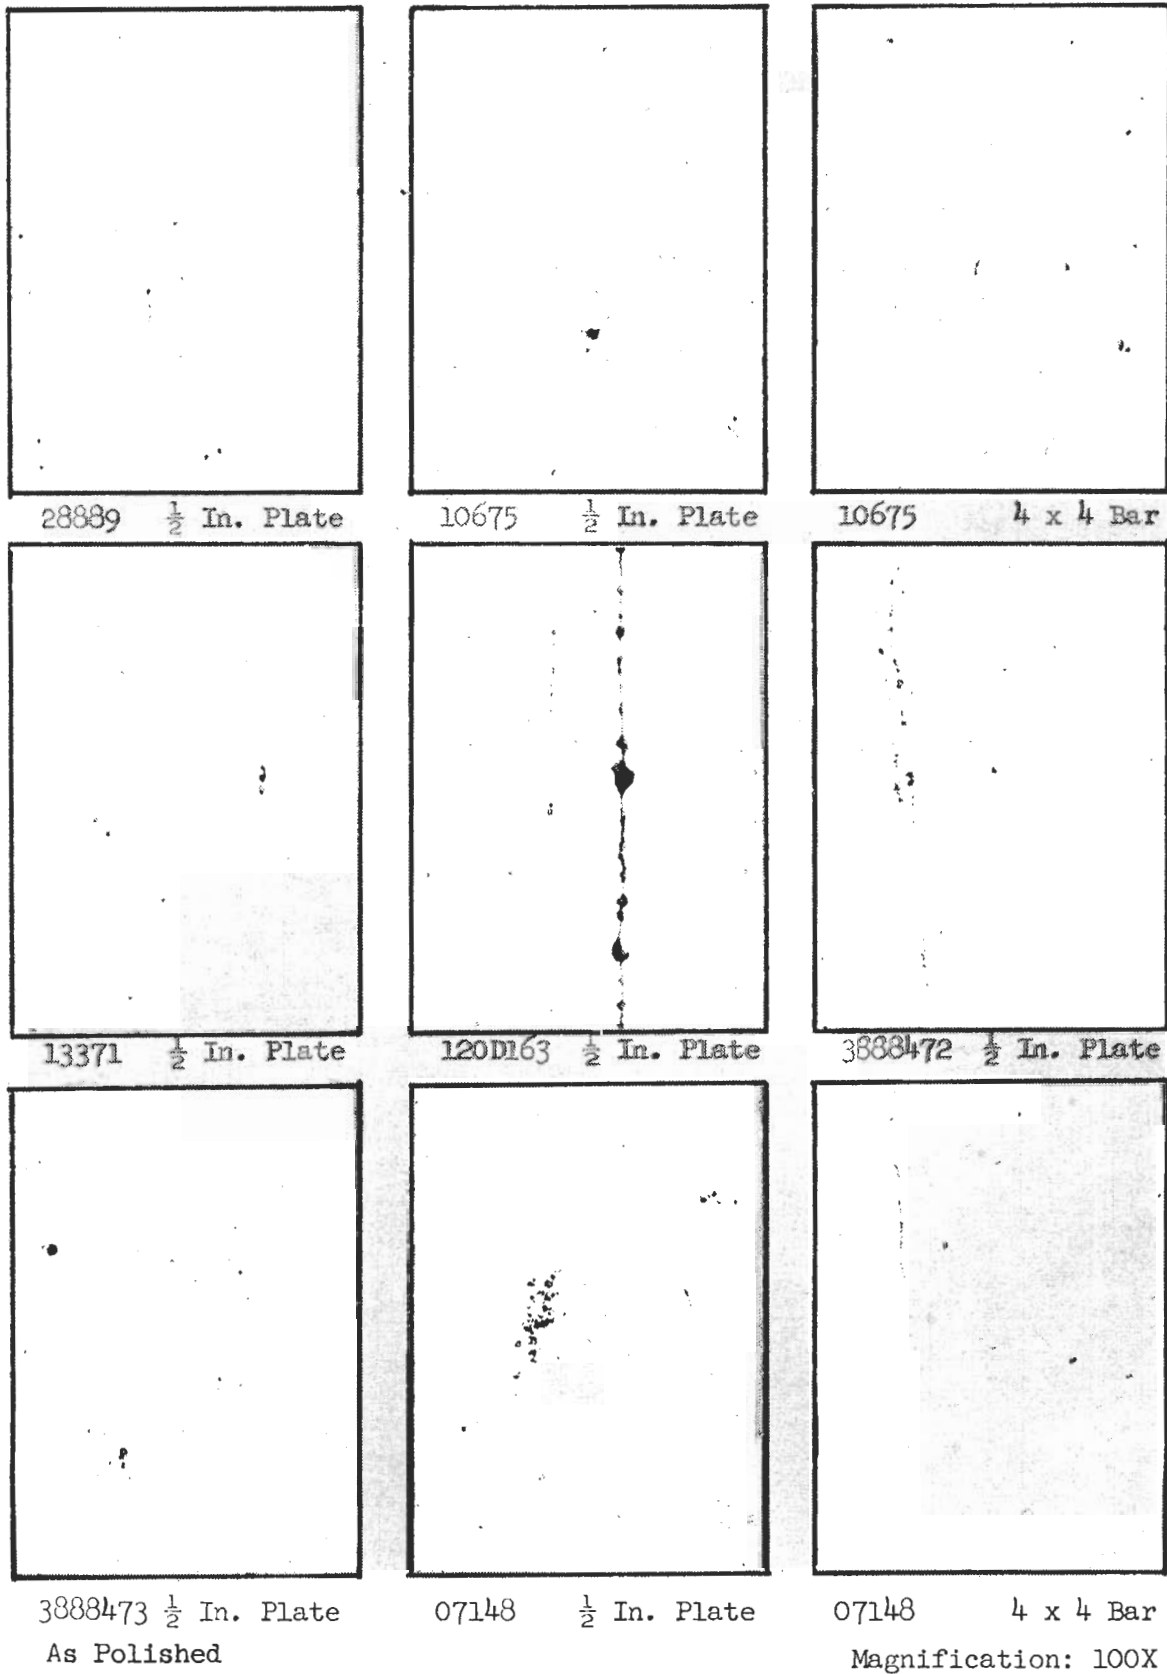 28889 ½ In. Plate
10675 ½ In. Plate
10675 4 x 4 Bar
13371 ½ In. Plate
120D163 ½ In. Plate
3888472 ½ In. Plate
3888473 ½ In. Plate
07148 ½ In. Plate
07148 4 x 4 Bar
As Polished
Magnification: 100X